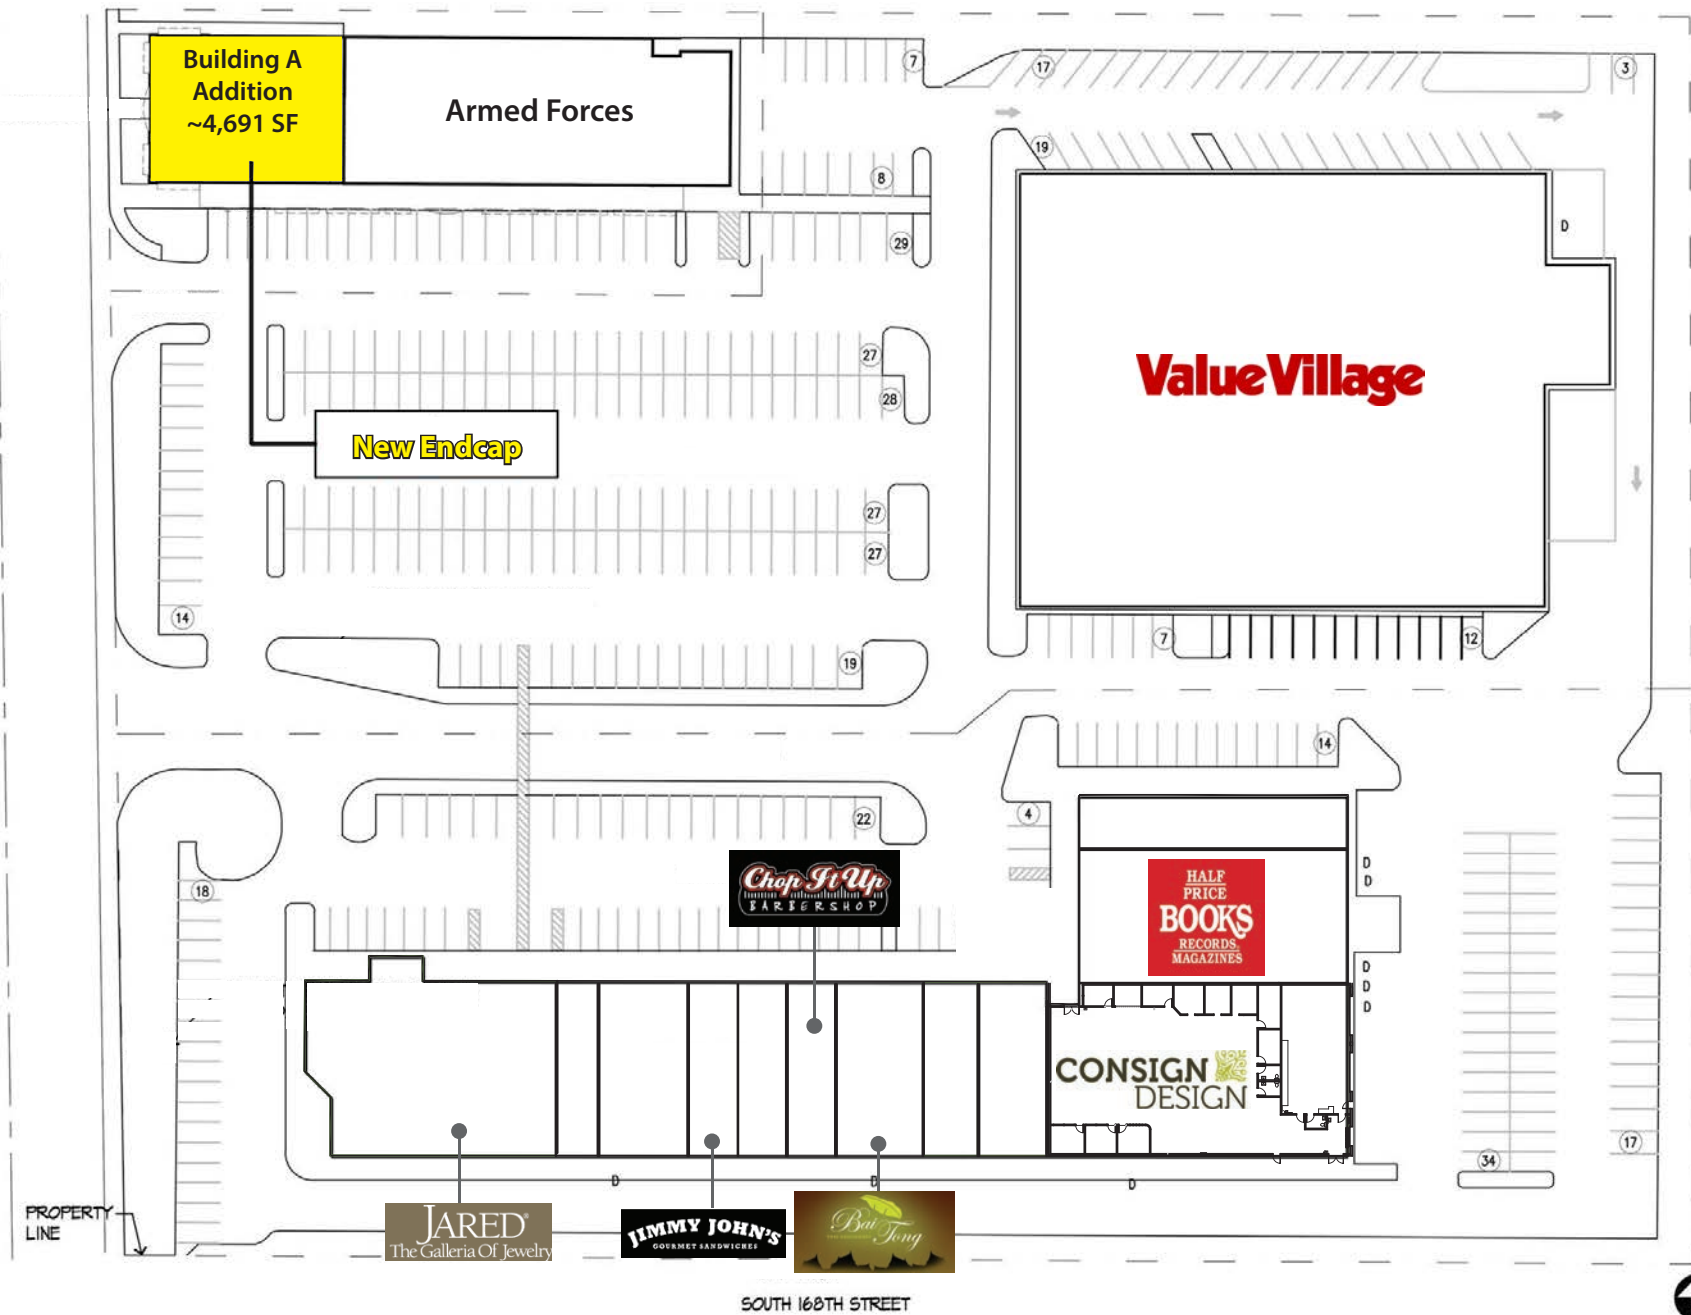 Building A
Addition
~4,691 SF
Armed Forces
7
17
3
19
8
29
D
27
28
Value Village
New Endcap
27
27
14
7
12
19
14
4
22
18
Chop It Up
BARBERSHOP
HALF
PRICE
BOOKS
RECORDS,
MAGAZINES
D
D
D
D
D
CONSIGN
DESIGN
17
34
D
D
D
PROPERTY
LINE
JARED®
The Galleria Of Jewelry
JIMMY JOHN'S
GOURMET SANDWICHES
Bai
Tong
SOUTH 168TH STREET